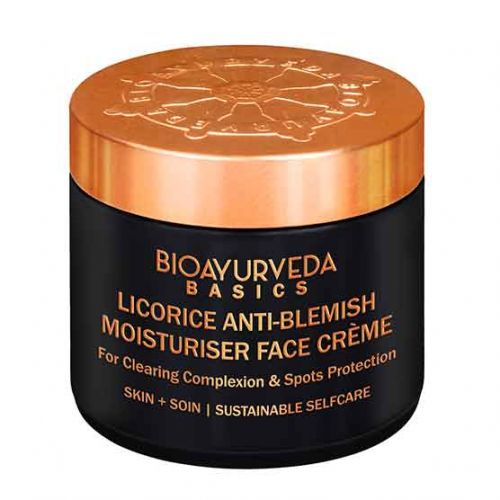 BIOAYURVEDA
BASICS
LICORICE ANTI-BLEMISH
MOISTURISER FACE CRÈME
For Clearing Complexion & Spots Protection
SKIN + SOIN | SUSTAINABLE SELFCARE